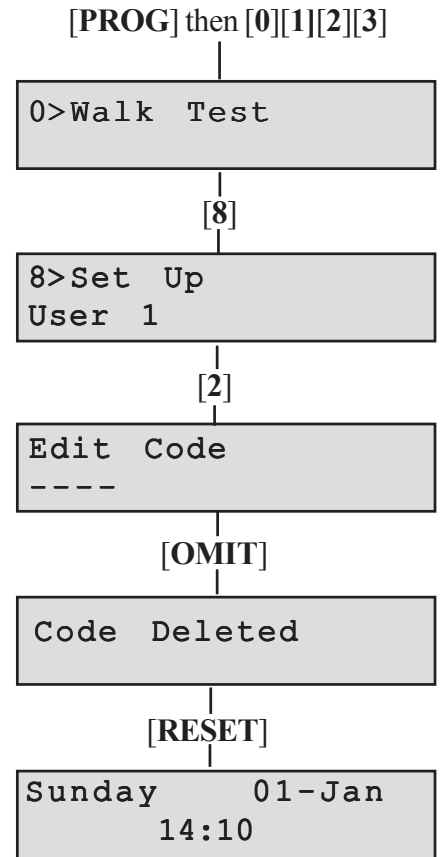 [PROG] then [0][1][2][3]
0>Walk Test
[8]
8>Set Up
User 1
[2]
Edit Code
----
[OMIT]
Code Deleted
[RESET]
Sunday 01-Jan
14:10